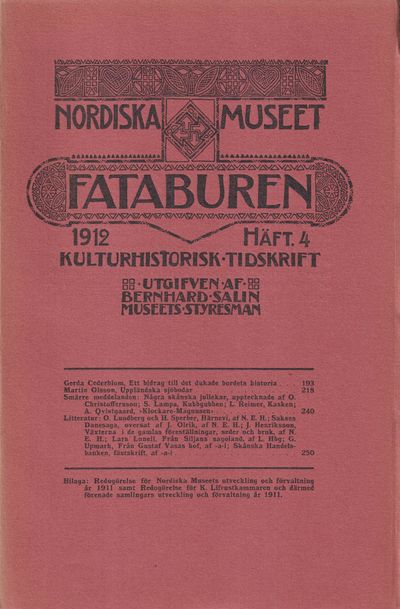 NORDISKA MUSEET
FATABUREN
1912 HÄFT. 4
KULTURHISTORISK·TIDSKRIFT
·UTGIFVEN·AF·
BERNHARD·SALIN
MUSEETS·STYRESMAN
Gerda Cederblom, Ett bidrag till det dukade bordets historia 193
Martin Olsson, Uppländska sjöbodar 218
Smärre meddelanden: Några skånska jullekar, upptecknade af O.
Christoffersson; S. Lampa, Kubbgubben; L. Reimer, Kasken;
A. Qvistgaard, »Klockare-Magnusen» 240
Litteratur: O. Lundberg och H. Sperber, Härnevi, af N. E. H.; Sakses
Danesaga, oversat af J. Olrik, af N. E. H.; J. Henriksson,
Växterna i de gamlas föreställningar, seder och bruk, af N.
E. H.; Lars Lunell, Från Siljans nagoland, af L. Hbg; G.
Upmark, Från Gustaf Vasas hof, af -a-l; Skånska Handels-
banken, fästskrift, af -a-l 250
Bilaga: Redogörelse för Nordiska Museets utveckling och förvaltning
år 1911 samt Redogörelse för K. Lifrustkammaren och därmed
förenade samlingars utveckling och förvaltning år 1911.